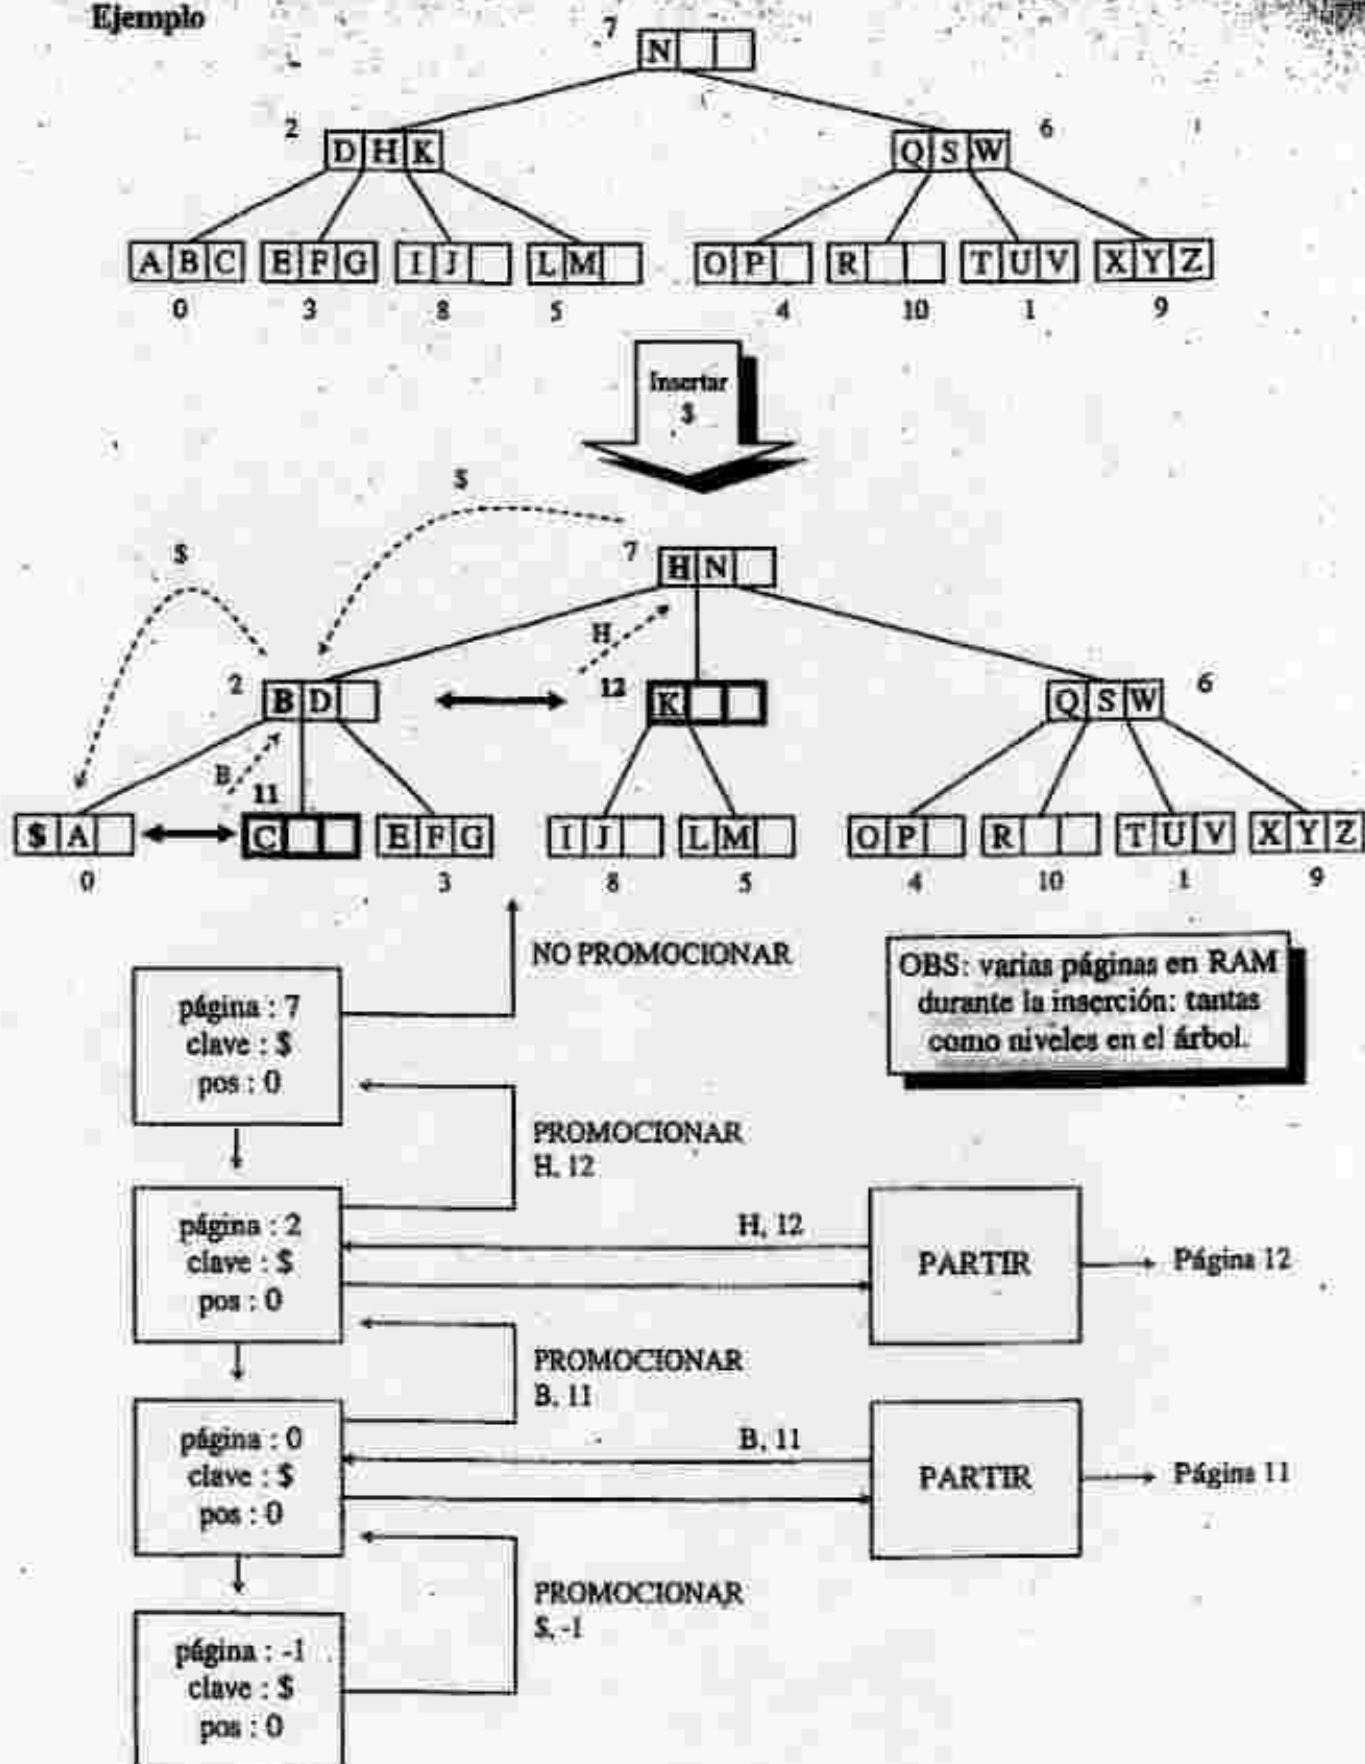 Ejemplo
7
N
2
D H K
6
Q S W
A B C
E F G
I J
L M
O P
R
T U V
X Y Z
0
3
8
5
4
10
1
9
Insertar
$
$
$
7
H N
H
2
B D
12
K
6
Q S W
B
11
$ A
C
E F G
I J
L M
O P
R
T U V
X Y Z
0
3
8
5
4
10
1
9
NO PROMOCIONAR
OBS: varias páginas en RAM
durante la inserción: tantas
como niveles en el árbol.
página : 7
clave : $
pos : 0
PROMOCIONAR
H, 12
página : 2
clave : $
pos : 0
H, 12
PARTIR
Página 12
PROMOCIONAR
B, 11
página : 0
clave : $
pos : 0
B, 11
PARTIR
Página 11
PROMOCIONAR
$, -1
página : -1
clave : $
pos : 0